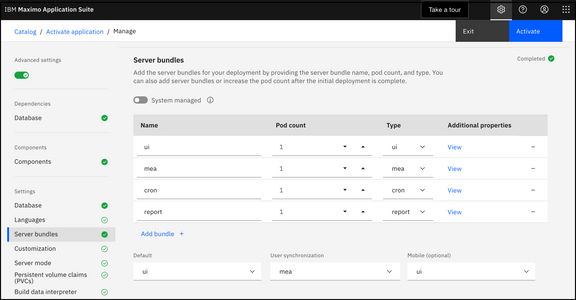 IBM Maximo Application Suite
Take a tour
Catalog / Activate application / Manage
Exit
Activate
Advanced settings
Dependencies
Database
Components
Components
Settings
Database
Languages
Server bundles
Customization
Server mode
Persistent volume claims
(PVCs)
Build data interpreter
Server bundles
Completed
Add the server bundles for your deployment by providing the server bundle name, pod count, and type. You
can also add server bundles or increase the pod count after the initial deployment is complete.
System managed
Name Pod count Type Additional properties
ui 1 ui View
mea 1 mea View
cron 1 cron View
report 1 report View
Add bundle +
Default User synchronization Mobile (optional)
ui mea ui